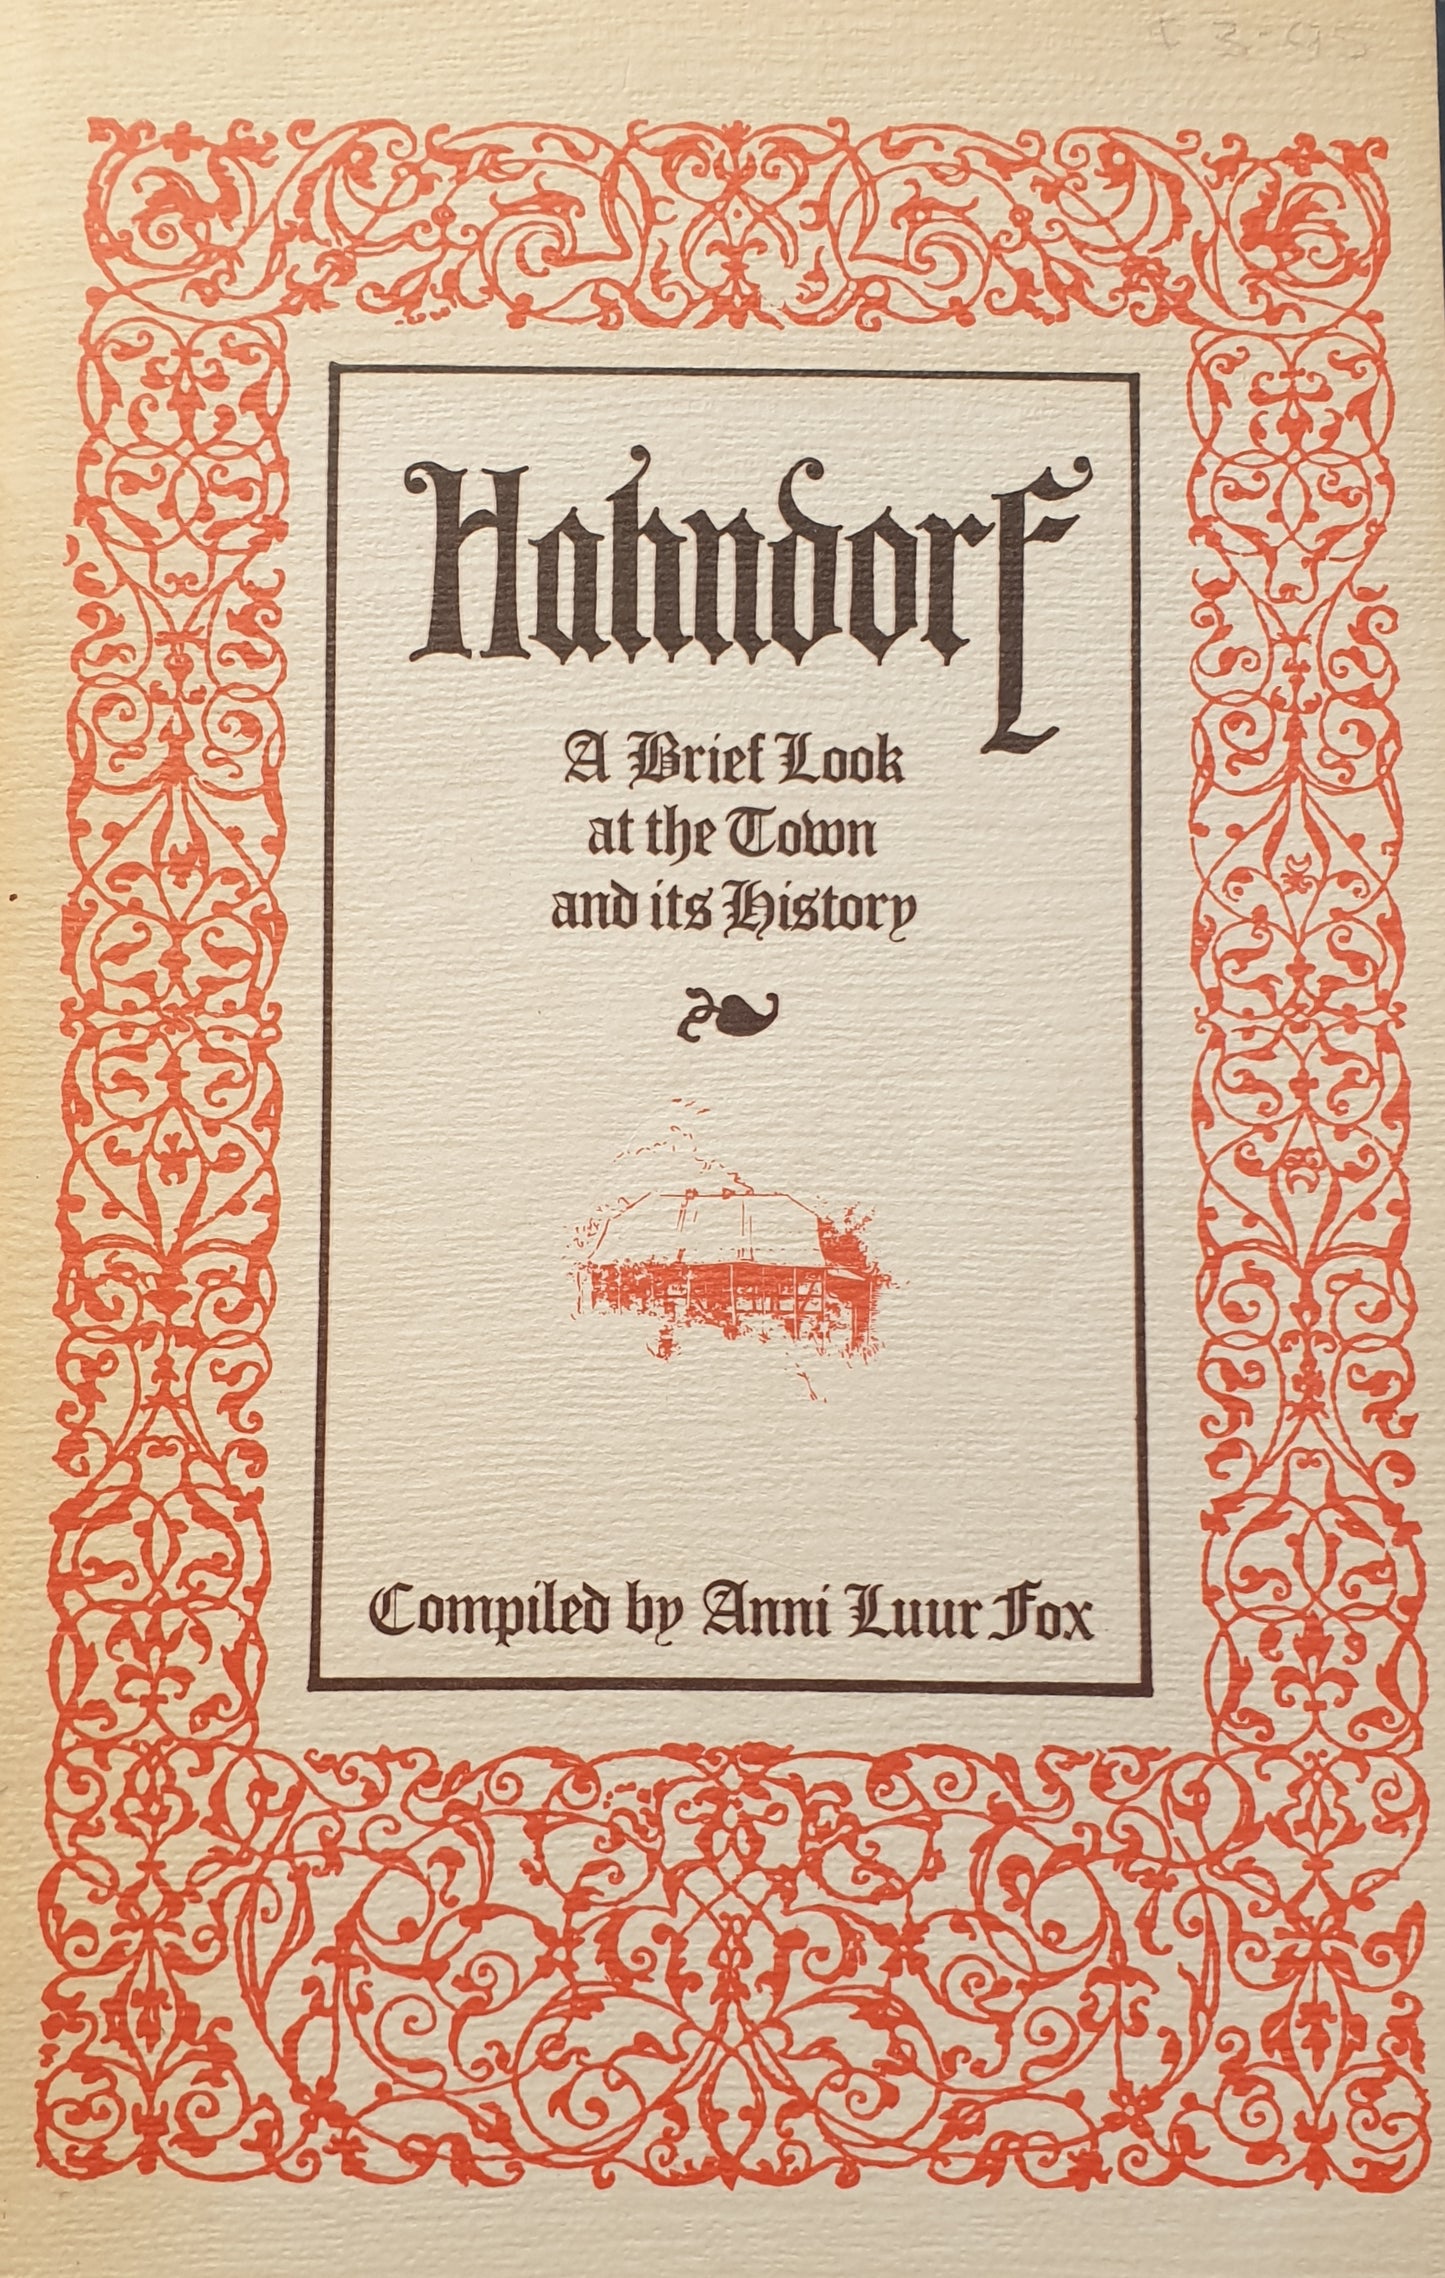 Hahndorf
A Brief Look
at the Town
and its History
Compiled by Anni Luur Fox